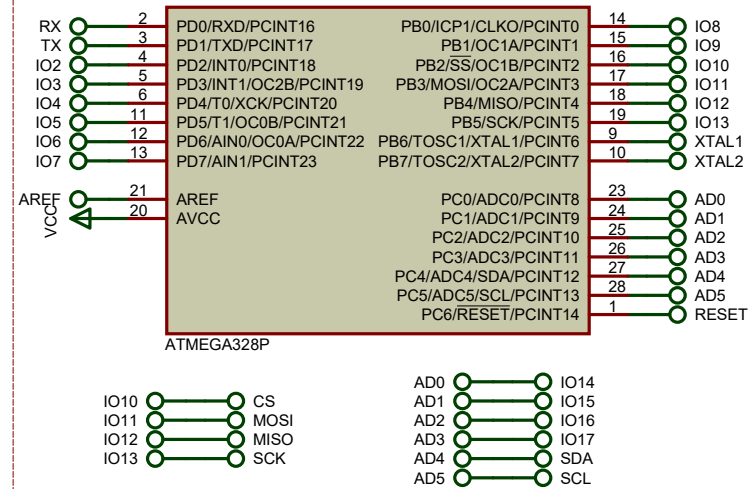 RX 2 PD0/RXD/PCINT16 PB0/ICP1/CLKO/PCINT0 14 IO8
TX 3 PD1/TXD/PCINT17 PB1/OC1A/PCINT1 15 IO9
IO2 4 PD2/INT0/PCINT18 PB2/SS/OC1B/PCINT2 16 IO10
IO3 5 PD3/INT1/OC2B/PCINT19 PB3/MOSI/OC2A/PCINT3 17 IO11
IO4 6 PD4/T0/XCK/PCINT20 PB4/MISO/PCINT4 18 IO12
IO5 11 PD5/T1/OC0B/PCINT21 PB5/SCK/PCINT5 19 IO13
IO6 12 PD6/AIN0/OC0A/PCINT22 PB6/TOSC1/XTAL1/PCINT6 9 XTAL1
IO7 13 PD7/AIN1/PCINT23 PB7/TOSC2/XTAL2/PCINT7 10 XTAL2
AREF 21 AREF PC0/ADC0/PCINT8 23 AD0
VCC 20 AVCC PC1/ADC1/PCINT9 24 AD1
PC2/ADC2/PCINT10 25 AD2
PC3/ADC3/PCINT11 26 AD3
PC4/ADC4/SDA/PCINT12 27 AD4
PC5/ADC5/SCL/PCINT13 28 AD5
PC6/RESET/PCINT14 1 RESET
ATMEGA328P
IO10 CS
IO11 MOSI
IO12 MISO
IO13 SCK
AD0 IO14
AD1 IO15
AD2 IO16
AD3 IO17
AD4 SDA
AD5 SCL